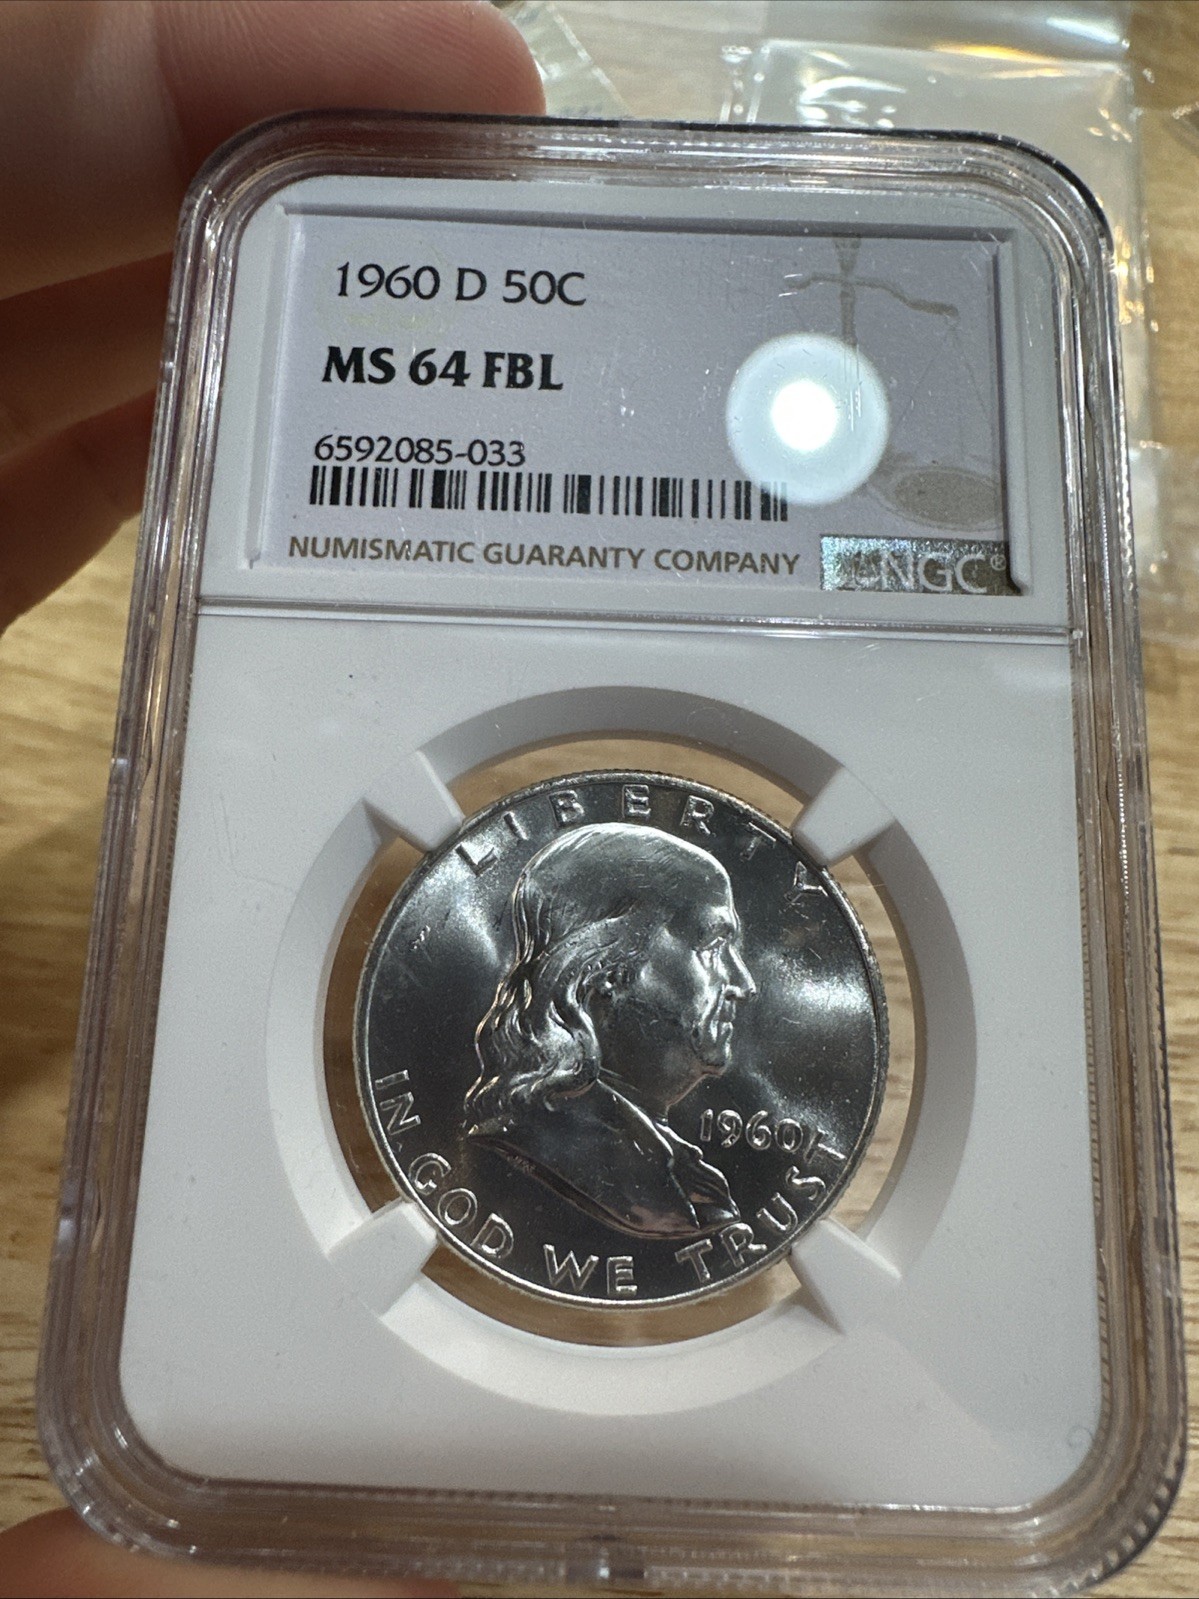 1960 D 50C
MS 64 FBL
6592085-033
NUMISMATIC GUARANTY COMPANY
NGC®
LIBERTY
1960
IN GOD WE TRUST